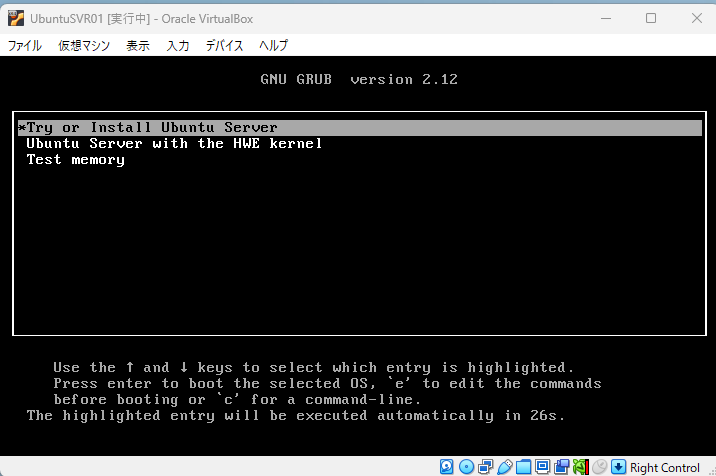 UbuntuSVR01 [実行中] - Oracle VirtualBox
ファイル 仮想マシン 表示 入力 デバイス ヘルプ
GNU GRUB version 2.12
*Try or Install Ubuntu Server
Ubuntu Server with the HWE kernel
Test memory
Use the ↑ and ↓ keys to select which entry is highlighted.
Press enter to boot the selected OS, `e' to edit the commands
before booting or `c' for a command-line.
The highlighted entry will be executed automatically in 26s.
Right Control